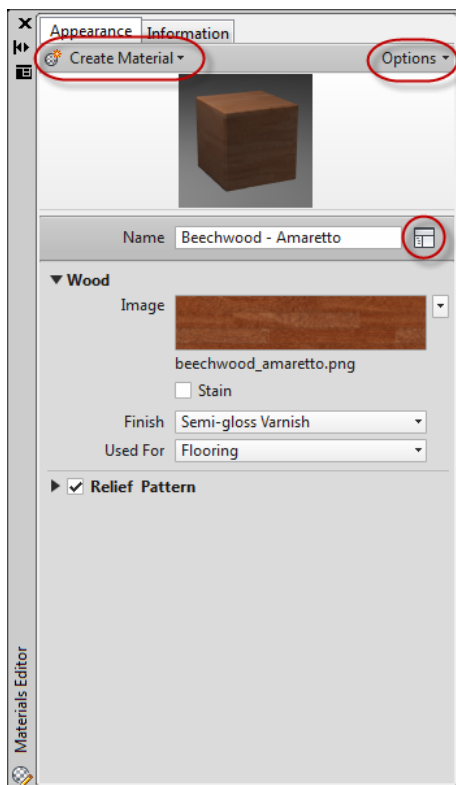 Appearance Information
Create Material Options
Name Beechwood - Amaretto
Wood
Image
beechwood_amaretto.png
Stain
Finish Semi-gloss Varnish
Used For Flooring
Relief Pattern
Materials Editor